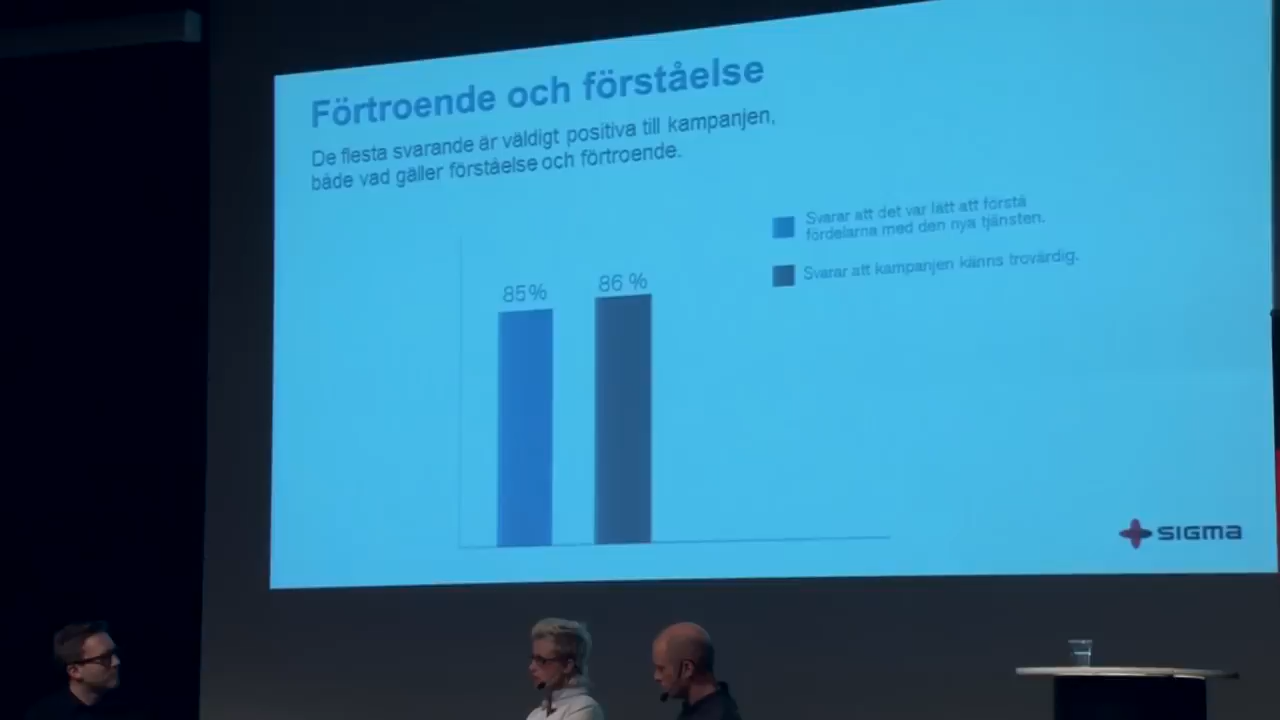 Förtroende och förståelse
De flesta svarande är väldigt positiva till kampanjen,
både vad gäller förståelse och förtroende.
Svarar att det var lätt att förstå
fördelarna med den nya tjänsten.
Svarar att kampanjen känns trovärdig.
85%
86 %
SIGMA